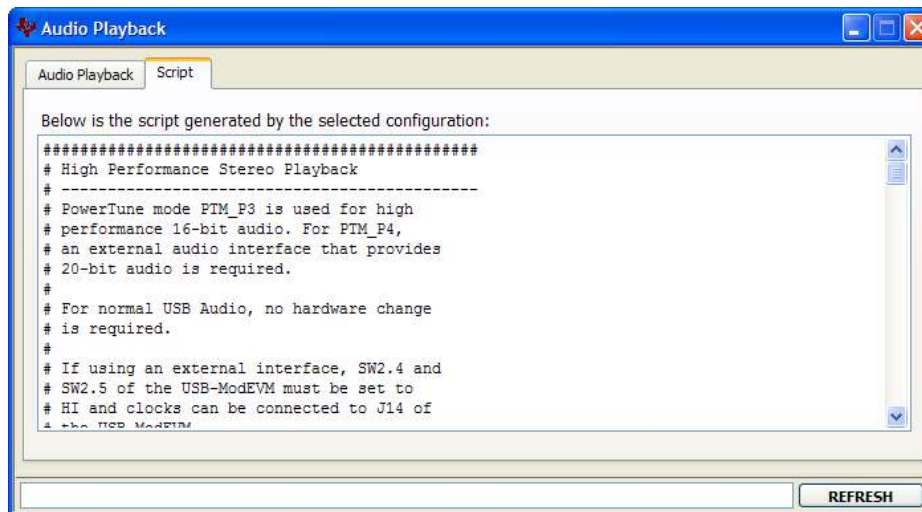 Audio Playback
Audio Playback Script
Below is the script generated by the selected configuration:
###############################################
# High Performance Stereo Playback
# ---------------------------------------------
# PowerTune mode PTM_P3 is used for high
# performance 16-bit audio. For PTM_P4,
# an external audio interface that provides
# 20-bit audio is required.
#
# For normal USB Audio, no hardware change
# is required.
#
# If using an external interface, SW2.4 and
# SW2.5 of the USB-ModEVM must be set to
# HI and clocks can be connected to J14 of
# the USB-ModEVM
REFRESH